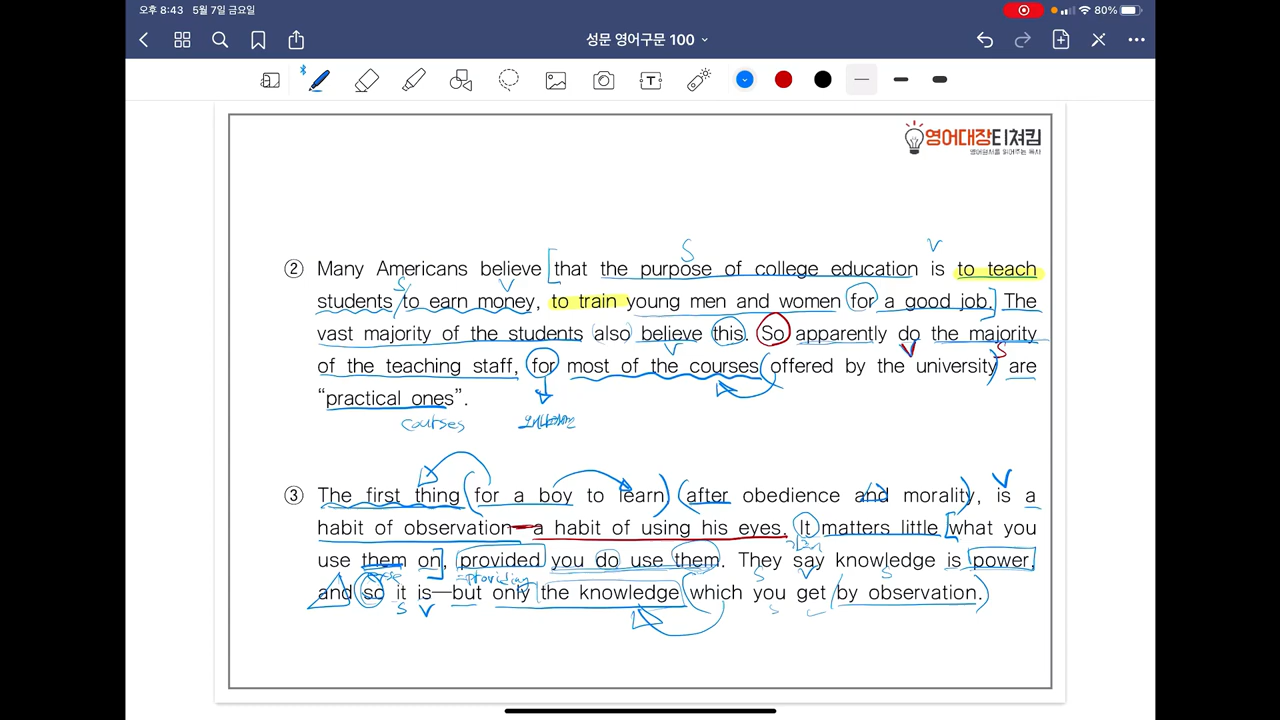 오후 8:43 5월 7일 금요일
80%
성문 영어구문 100
영어대장티쳐킴
② Many Americans believe that the purpose of college education is to teach
students to earn money, to train young men and women for a good job. The
vast majority of the students also believe this. So apparently do the majority
of the teaching staff, for most of the courses offered by the university are
“practical ones”.
courses
③ The first thing for a boy to learn after obedience and morality, is a
habit of observation—a habit of using his eyes. It matters little what you
use them on, provided you do use them. They say knowledge is power,
=providing
and so it is—but only the knowledge which you get by observation.